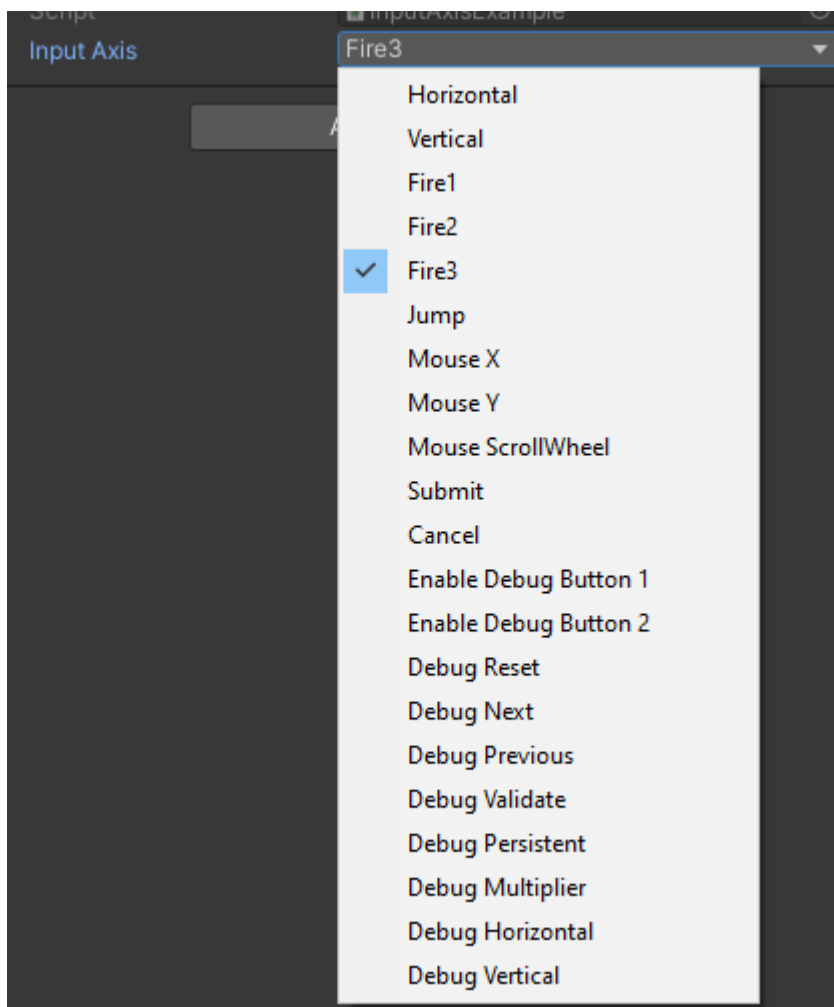 Script InputAxisExample
Input Axis Fire3
A
Horizontal
Vertical
Fire1
Fire2
Fire3
Jump
Mouse X
Mouse Y
Mouse ScrollWheel
Submit
Cancel
Enable Debug Button 1
Enable Debug Button 2
Debug Reset
Debug Next
Debug Previous
Debug Validate
Debug Persistent
Debug Multiplier
Debug Horizontal
Debug Vertical